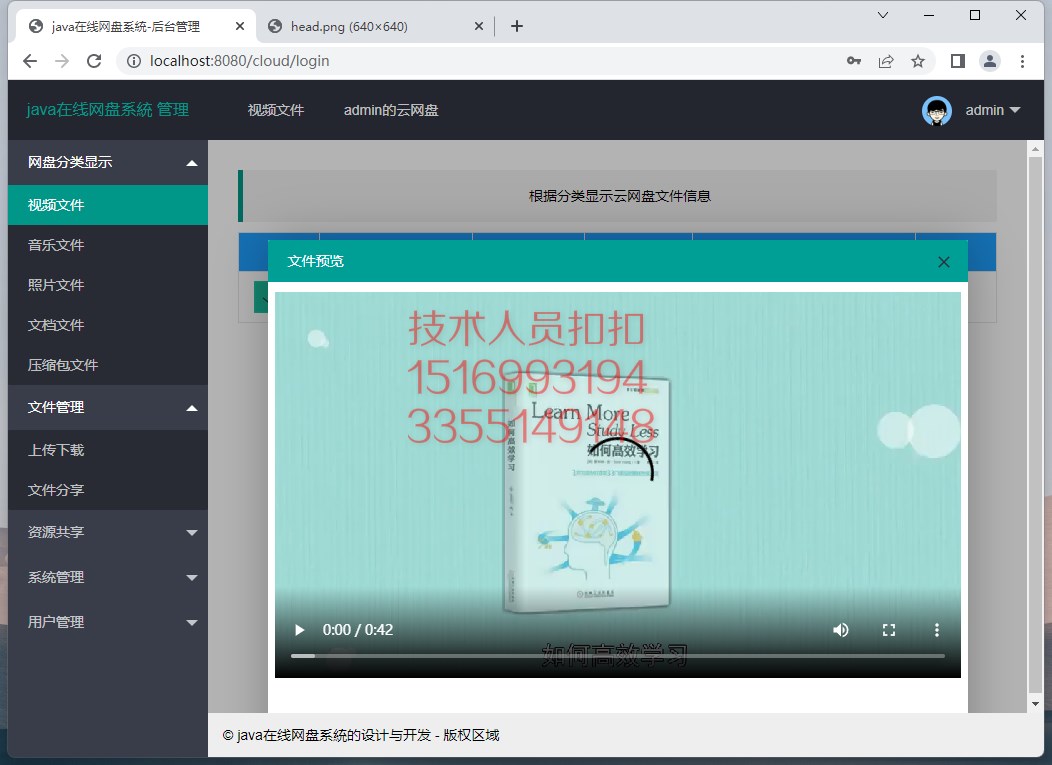 java在线网盘系统-后台管理
head.png (640×640)
localhost:8080/cloud/login
java在线网盘系統 管理
视频文件
admin的云网盘
admin
网盘分类显示
视频文件
音乐文件
照片文件
文档文件
压缩包文件
文件管理
上传下载
文件分享
资源共享
系统管理
用户管理
根据分类显示云网盘文件信息
文件预览
技术人员扣扣
1516993194
3355149148
Learn More
Study Less
如何高效学习
如何高效学习
0:00 / 0:42
如何高效学习
© java在线网盘系统的设计与开发 - 版权区域